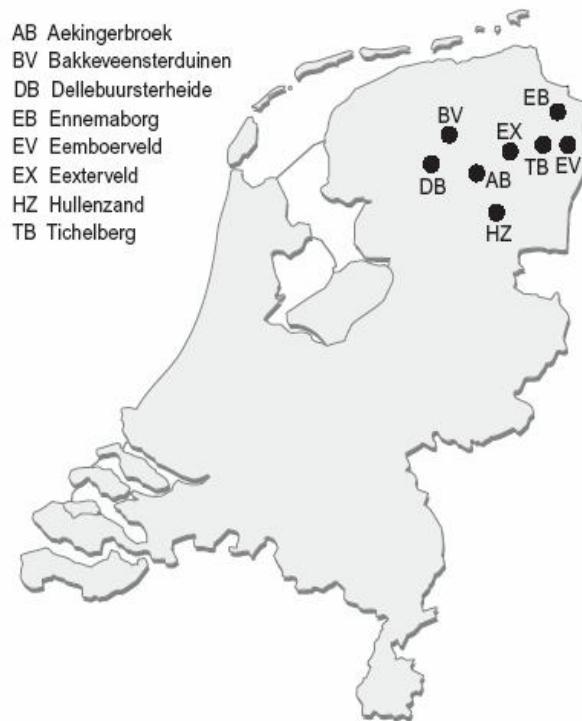 AB Aekingerbroek
BV Bakkeveensterduinen
DB Dellebuursterheide
EB Ennemaborg
EV Eemboerveld
EX Eexterveld
HZ Hullenzand
TB Tichelberg
EB
BV
EX
TB EV
DB
AB
HZ